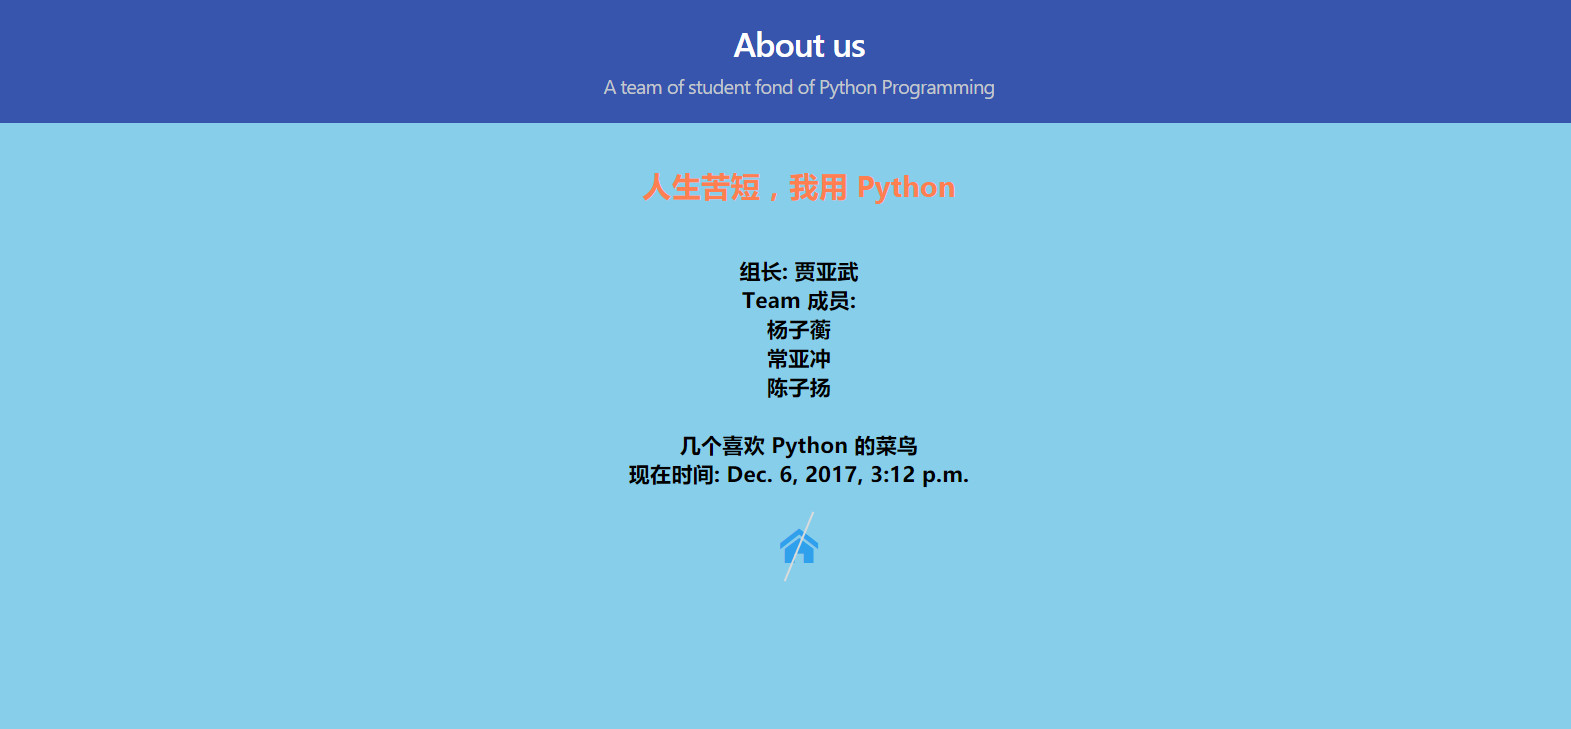 About us
A team of student fond of Python Programming
人生苦短，我用 Python
组长: 贾亚武
Team 成员:
杨子蘅
常亚冲
陈子扬
几个喜欢 Python 的菜鸟
现在时间: Dec. 6, 2017, 3:12 p.m.